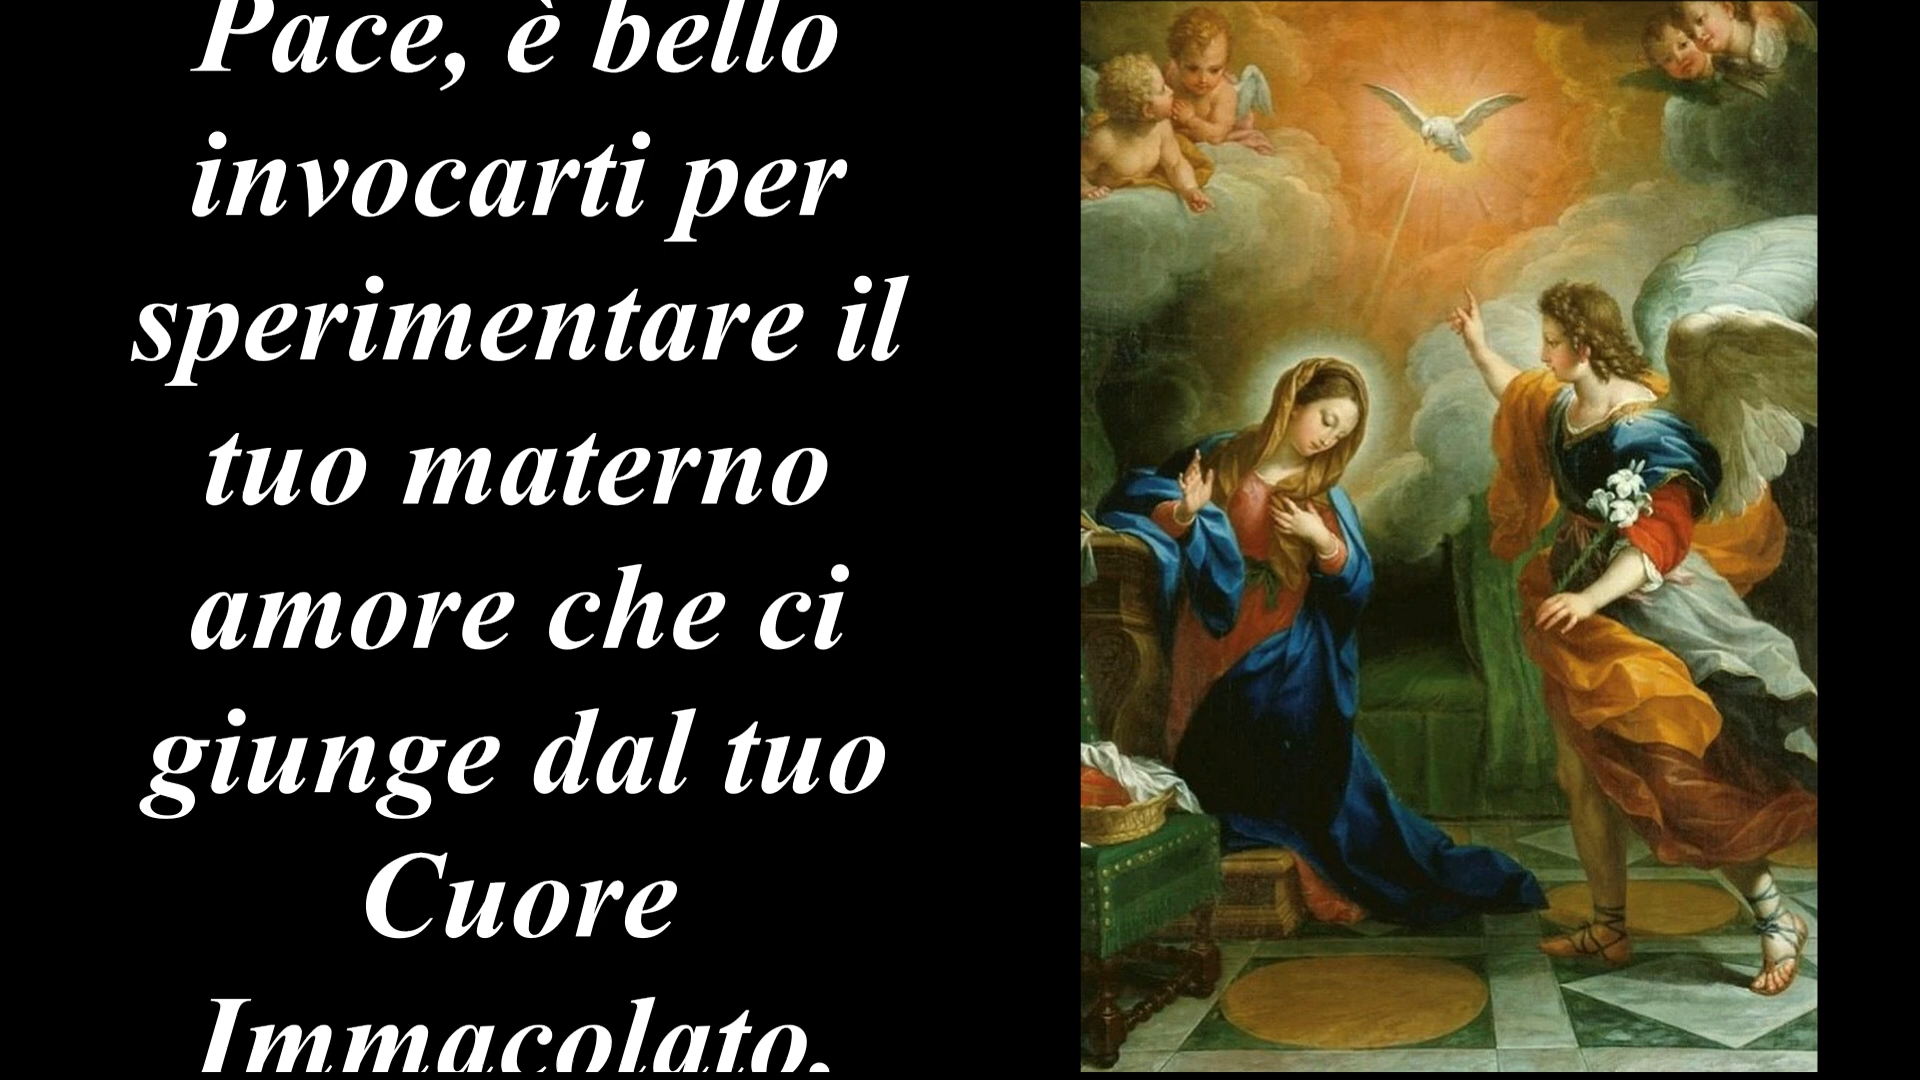 Pace, è bello
invocarti per
sperimentare il
tuo materno
amore che ci
giunge dal tuo
Cuore
Immacolato.